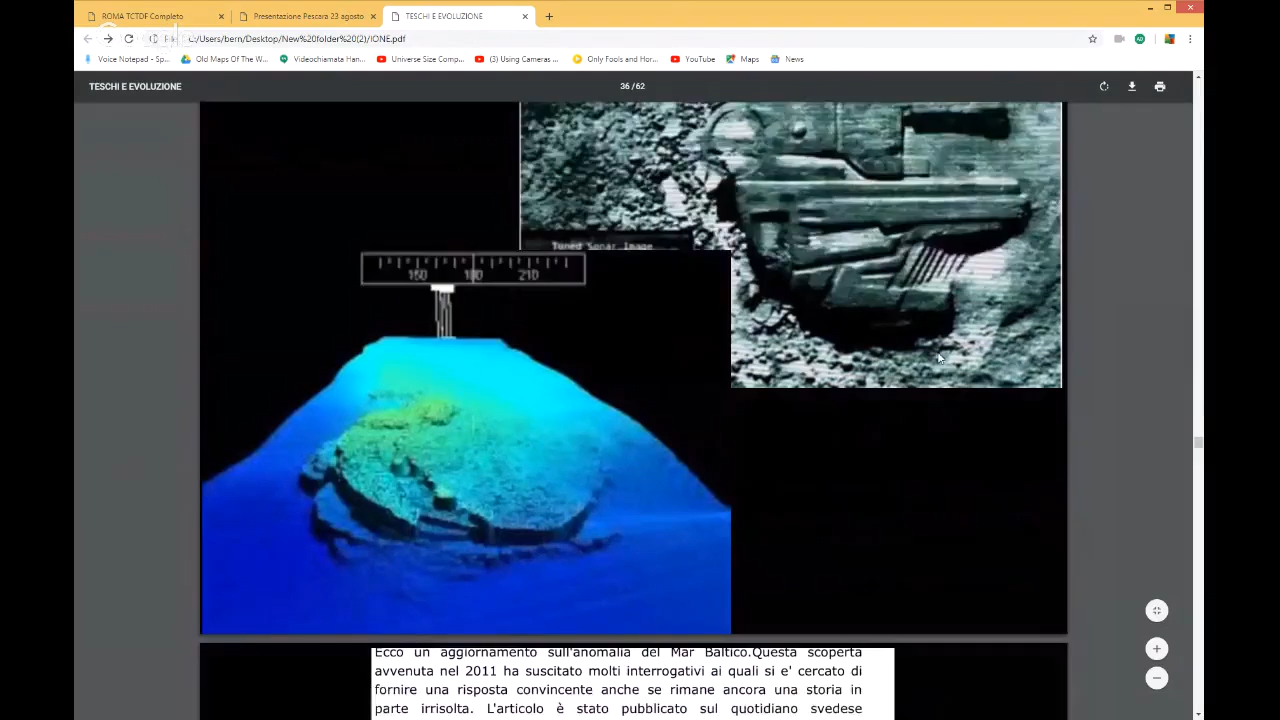 ROMA TCTDF Completo
Presentazione Pescara 23 agosto
TESCHI E EVOLUZIONE
C:/Users/bern/Desktop/New%20folder%20(2)/IONE.pdf
Voice Notepad - Sp...
Old Maps Of The W...
Videochiamata Han...
Universe Size Comp...
(3) Using Cameras ...
Only Fools and Hor...
YouTube
Maps
News
TESCHI E EVOLUZIONE
36 / 62
Tuned Sonar Image
180 210
Ecco un aggiornamento sull'anomalia del Mar Baltico.Questa scoperta
avvenuta nel 2011 ha suscitato molti interrogativi ai quali si e' cercato di
fornire una risposta convincente anche se rimane ancora una storia in
parte irrisolta. L'articolo è stato pubblicato sul quotidiano svedese